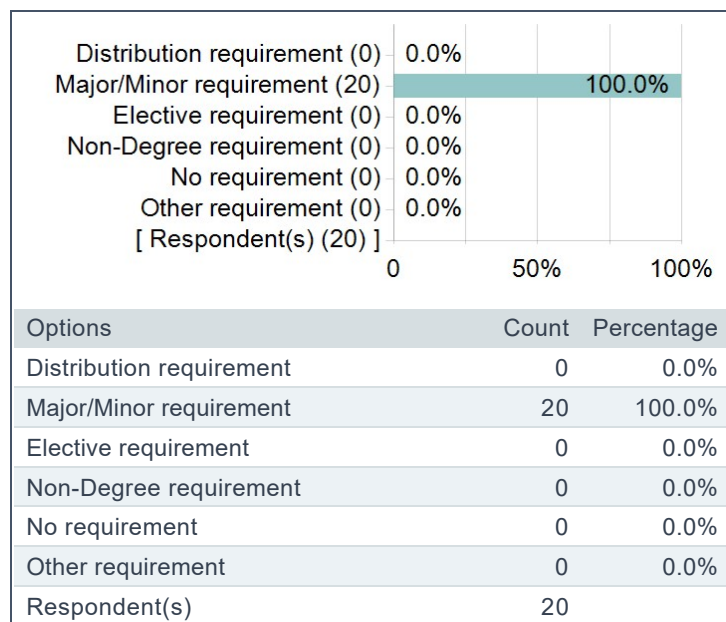 Distribution requirement (0) 0.0%
Major/Minor requirement (20) 100.0%
Elective requirement (0) 0.0%
Non-Degree requirement (0) 0.0%
No requirement (0) 0.0%
Other requirement (0) 0.0%
[ Respondent(s) (20) ]
0 50% 100%
Options Count Percentage
Distribution requirement 0 0.0%
Major/Minor requirement 20 100.0%
Elective requirement 0 0.0%
Non-Degree requirement 0 0.0%
No requirement 0 0.0%
Other requirement 0 0.0%
Respondent(s) 20